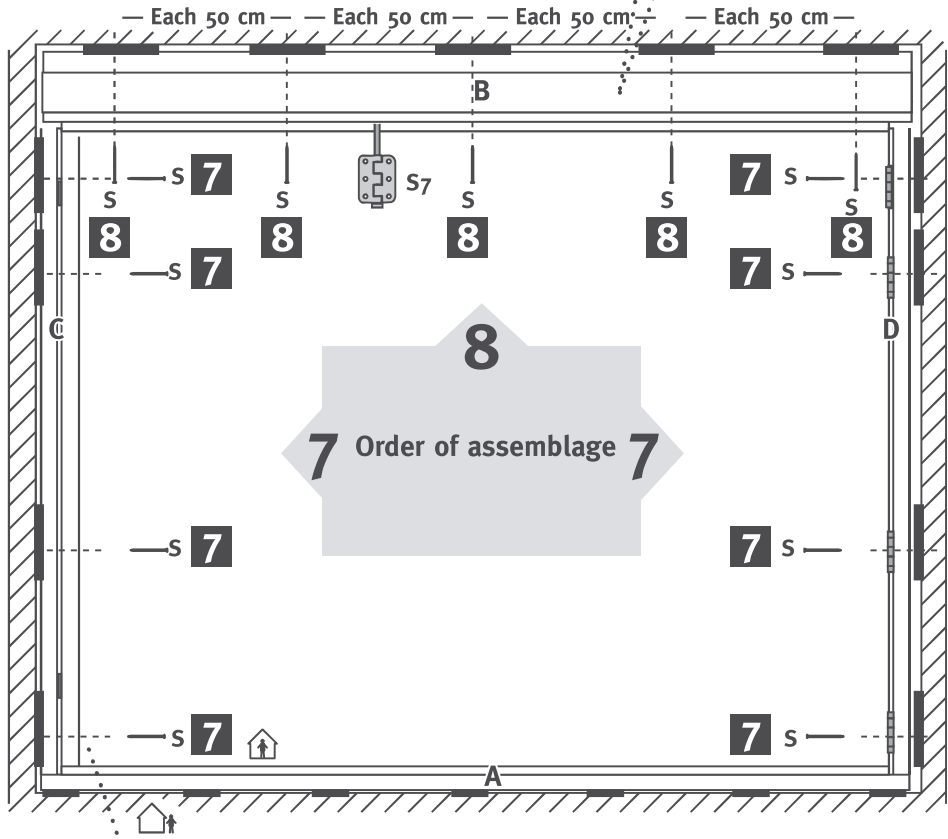 Each 50 cm Each 50 cm Each 50 cm Each 50 cm
B
S 7 S7 7 S
S S S S S
8 8 8 8 8
S 7 7 S
C D
8
7 Order of assemblage 7
S 7 7 S
S 7 7 S
A